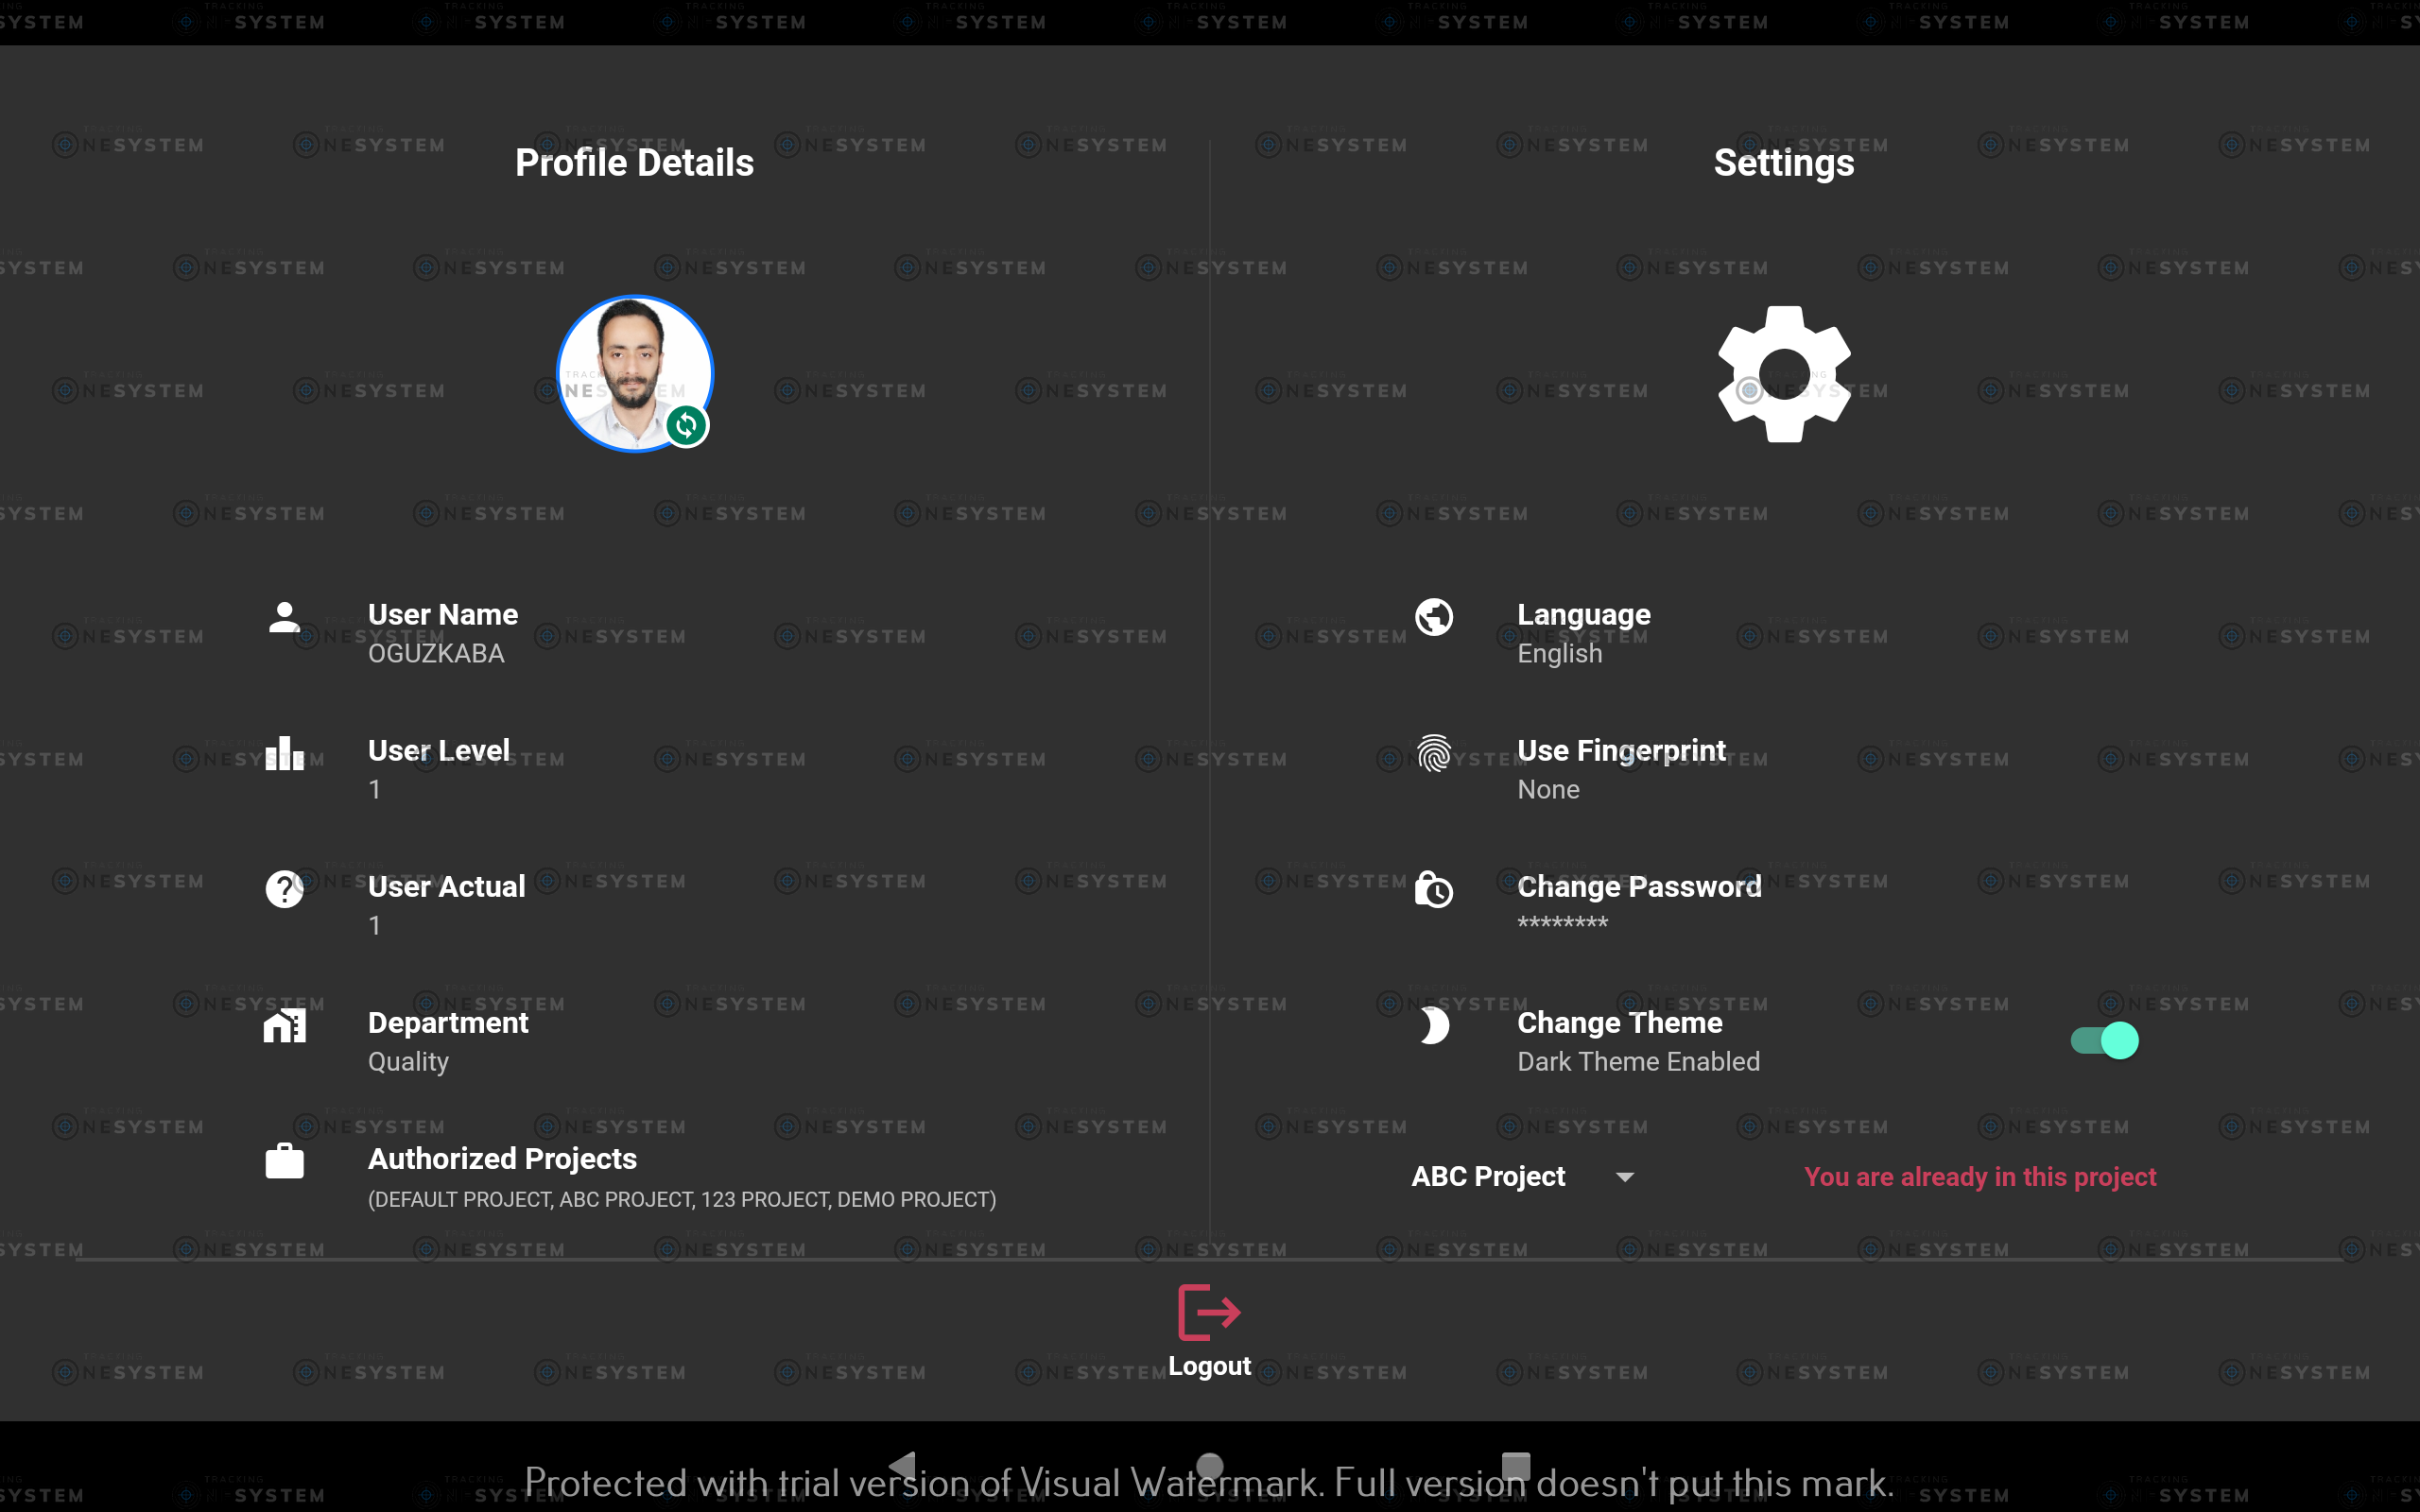 Profile Details
User Name
OGUZKABA
User Level
1
User Actual
1
Department
Quality
Authorized Projects
(DEFAULT PROJECT, ABC PROJECT, 123 PROJECT, DEMO PROJECT)
Settings
Language
English
Use Fingerprint
None
Change Password
********
Change Theme
Dark Theme Enabled
ABC Project
You are already in this project
Logout
TRACKING
NESYSTEM
Protected with trial version of Visual Watermark. Full version doesn't put this mark.